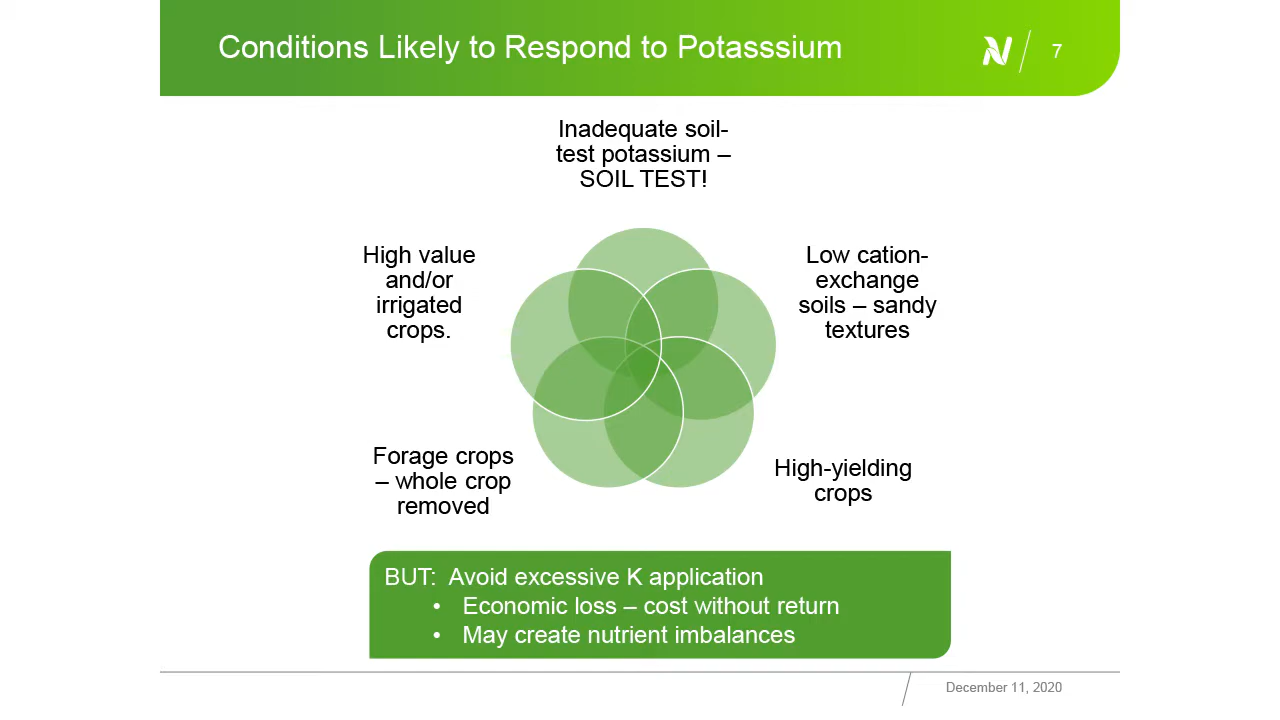 Conditions Likely to Respond to Potasssium
7
Inadequate soil-
test potassium –
SOIL TEST!
High value
and/or
irrigated
crops.
Low cation-
exchange
soils – sandy
textures
Forage crops
– whole crop
removed
High-yielding
crops
BUT:  Avoid excessive K application
• Economic loss – cost without return
• May create nutrient imbalances
December 11, 2020